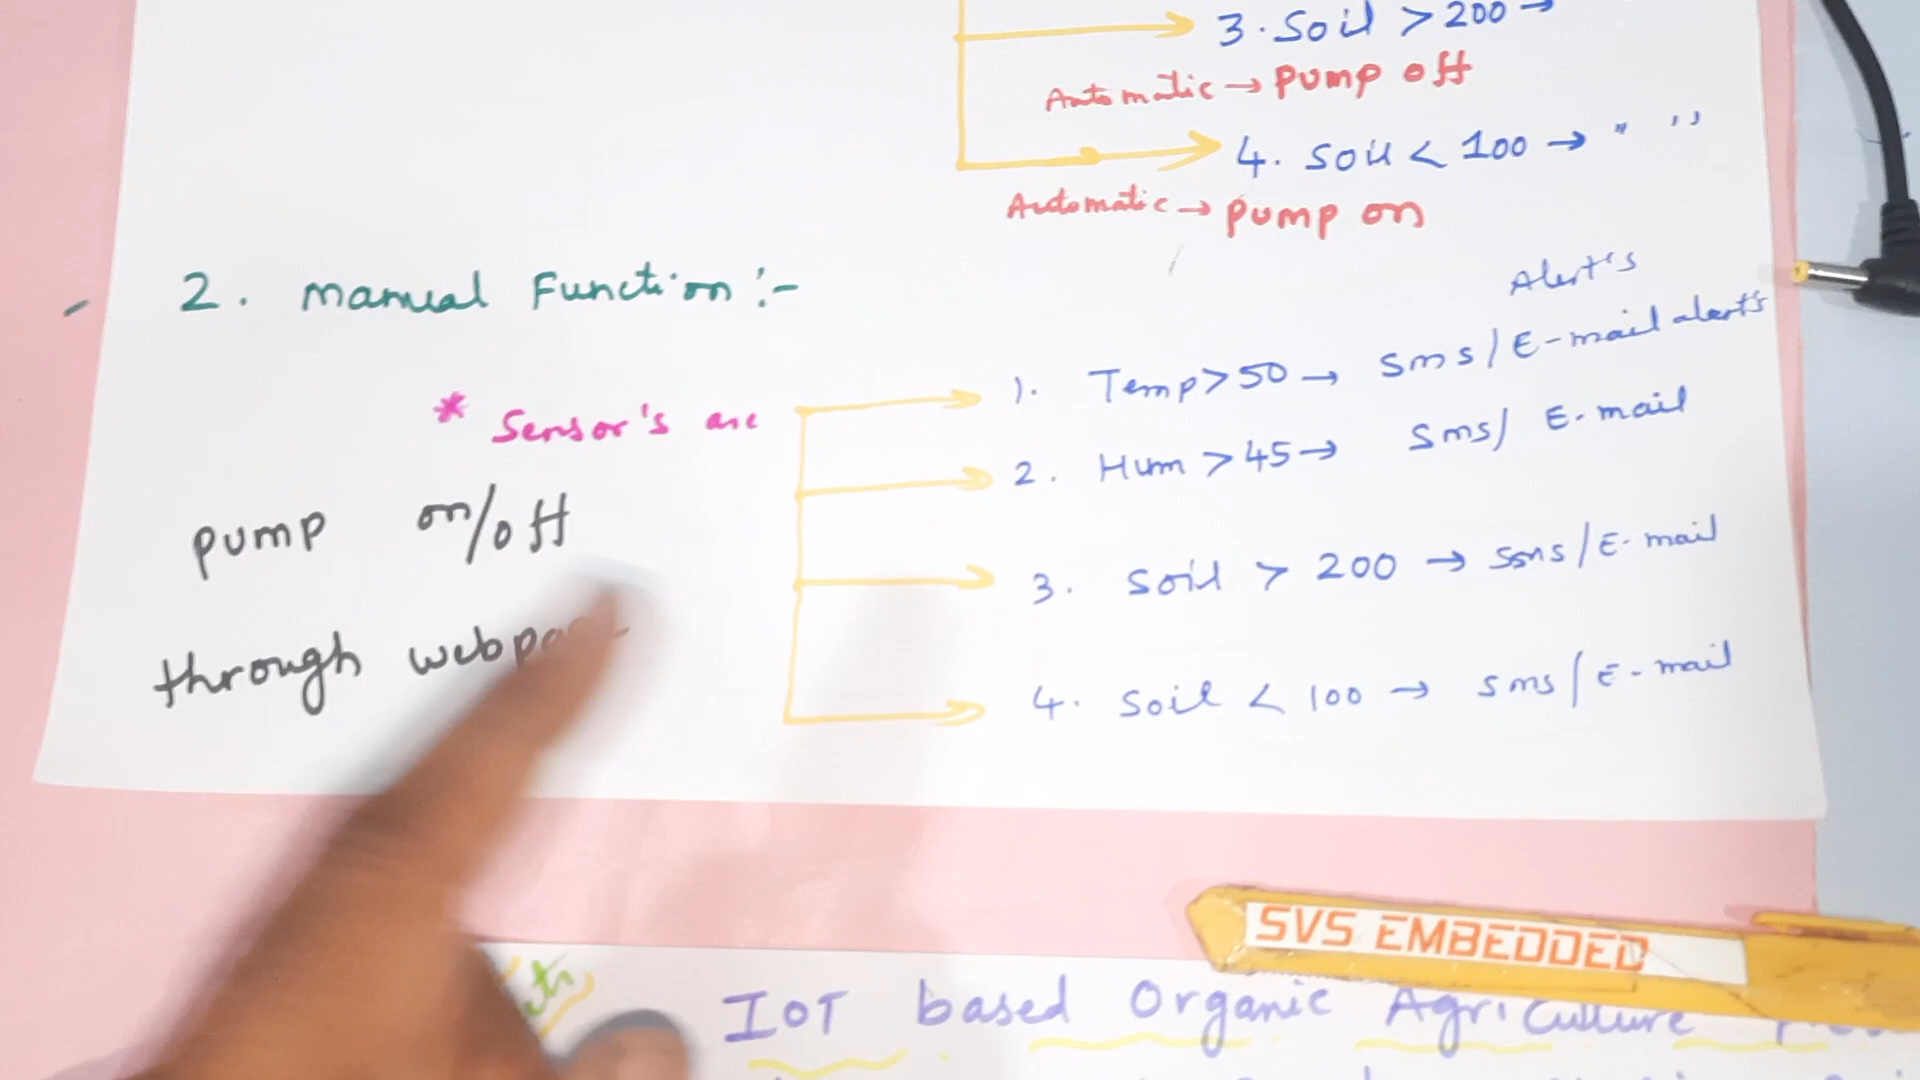 3. Soil > 200 →
Automatic → Pump off
4. Soil < 100 → " "
Automatic → Pump on
2. Manual Function :-
Alert's
* Sensor's are
1. Temp > 50 → Sms / E-mail alert's
2. Hum > 45 → Sms / E-mail
Pump on/off
3. Soil > 200 → Sms / E-mail
through
4. Soil < 100 → Sms / E-mail
SVS EMBEDDED
IOT based Organic Agriculture